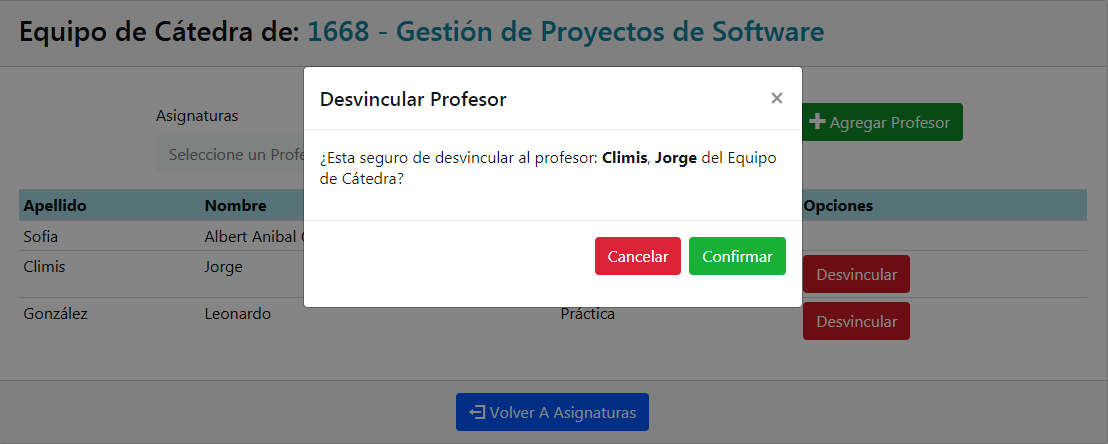 Equipo de Cátedra de: 1668 - Gestión de Proyectos de Software
Desvincular Profesor ×
Asignaturas
Agregar Profesor
Seleccione un Profe
¿Esta seguro de desvincular al profesor: Climis, Jorge del Equipo
de Cátedra?
Apellido Nombre Opciones
Sofia Albert Anibal
Cancelar Confirmar
Climis Jorge Desvincular
González Leonardo Práctica Desvincular
Volver A Asignaturas